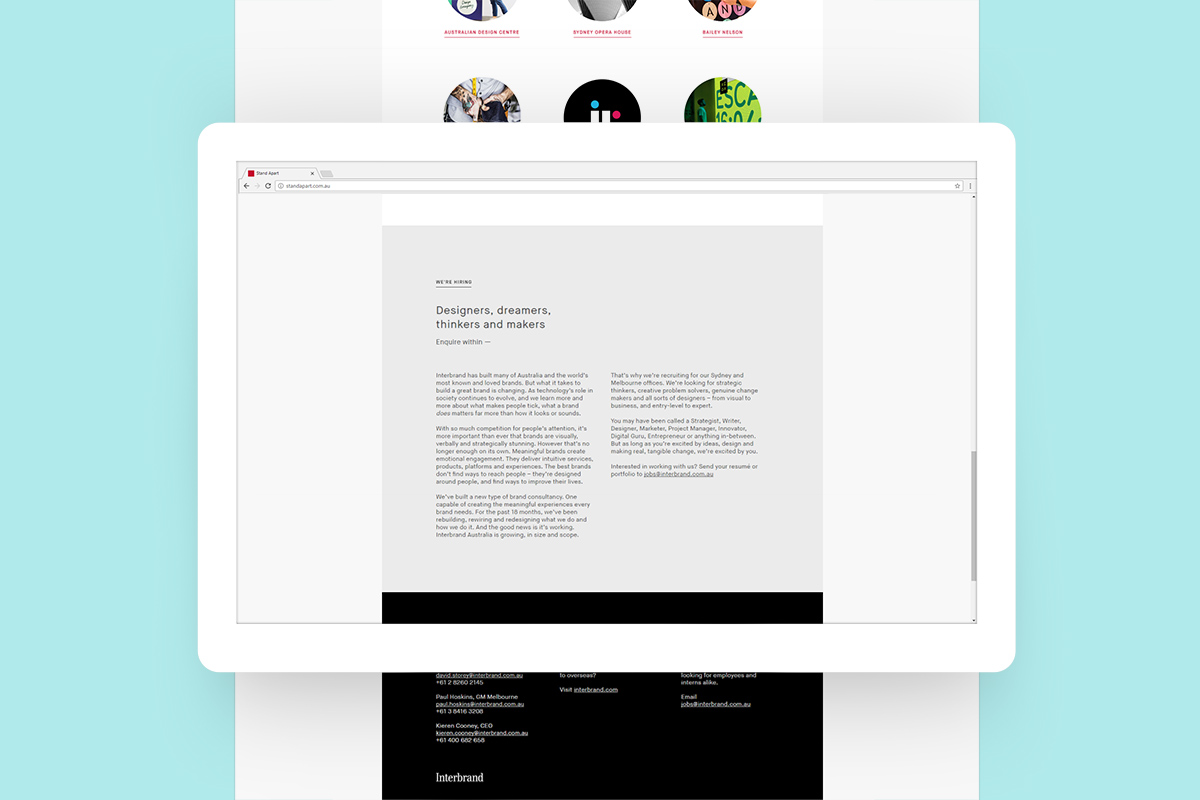 Design
AND
AUSTRALIAN DESIGN CENTRE
SYDNEY OPERA HOUSE
BAILEY NELSON
ESCA
16:04
Stand Apart
standapart.com.au
WE'RE HIRING
Designers, dreamers,
thinkers and makers
Enquire within —
Interbrand has built many of Australia and the world's
most known and loved brands. But what it takes to
build a great brand is changing. As technology's role in
society continues to evolve, and we learn more and
more about what makes people tick, what a brand
does matters far more than how it looks or sounds.
With so much competition for people's attention, it's
more important than ever that brands are visually,
verbally and strategically stunning. However that's no
longer enough on its own. Meaningful brands create
emotional engagement. They deliver intuitive services,
products, platforms and experiences. The best brands
don't find ways to reach people – they're designed
around people, and find ways to improve their lives.
We've built a new type of brand consultancy. One
capable of creating the meaningful experiences every
brand needs. For the past 18 months, we've been
rebuilding, rewiring and redesigning what we do and
how we do it. And the good news is it's working.
Interbrand Australia is growing, in size and scope.
That's why we're recruiting for our Sydney and
Melbourne offices. We're looking for strategic
thinkers, creative problem solvers, genuine change
makers and all sorts of designers – from visual to
business, and entry-level to expert.
You may have been called a Strategist, Writer,
Designer, Marketer, Project Manager, Innovator,
Digital Guru, Entrepreneur or anything in-between.
But as long as you're excited by ideas, design and
making real, tangible change, we're excited by you.
Interested in working with us? Send your resumé or
portfolio to jobs@interbrand.com.au
david.storey@interbrand.com.au
+61 2 8260 2145
Paul Hoskins, GM Melbourne
paul.hoskins@interbrand.com.au
+61 3 8416 3208
Kieren Cooney, CEO
kieren.cooney@interbrand.com.au
+61 400 682 658
to overseas?
Visit interbrand.com
looking for employees and
interns alike.
Email
jobs@interbrand.com.au
Interbrand